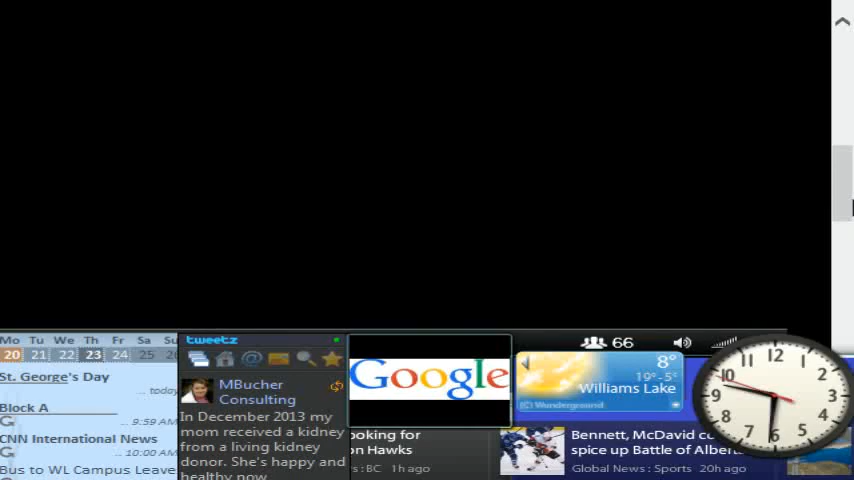 Mo Tu We Th Fr Sa Su
20 21 22 23 24 25
St. George's Day
... today
Block A
... 9:59 AM
CNN International News
... 10:00 AM
Bus to WL Campus Leave
tweetz
MBucher
Consulting
In December 2013 my
mom received a kidney
from a living kidney
donor. She's happy and
healthy now
Google
ooking for
on Hawks
s : BC 1h ago
66
8°
19° -5°
Williams Lake
(C) Wunderground
Bennett, McDavid co
spice up Battle of Albert
Global News : Sports 20h ago
12
1
2
3
4
5
6
7
8
9
10
11